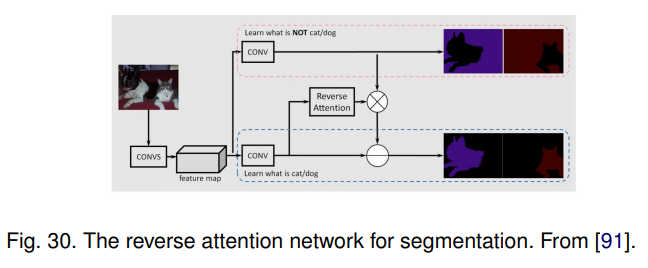 Learn what is NOT cat/dog
CONV
Reverse
Attention
CONVS
CONV
feature map
Learn what is cat/dog
Fig. 30. The reverse attention network for segmentation. From [91].